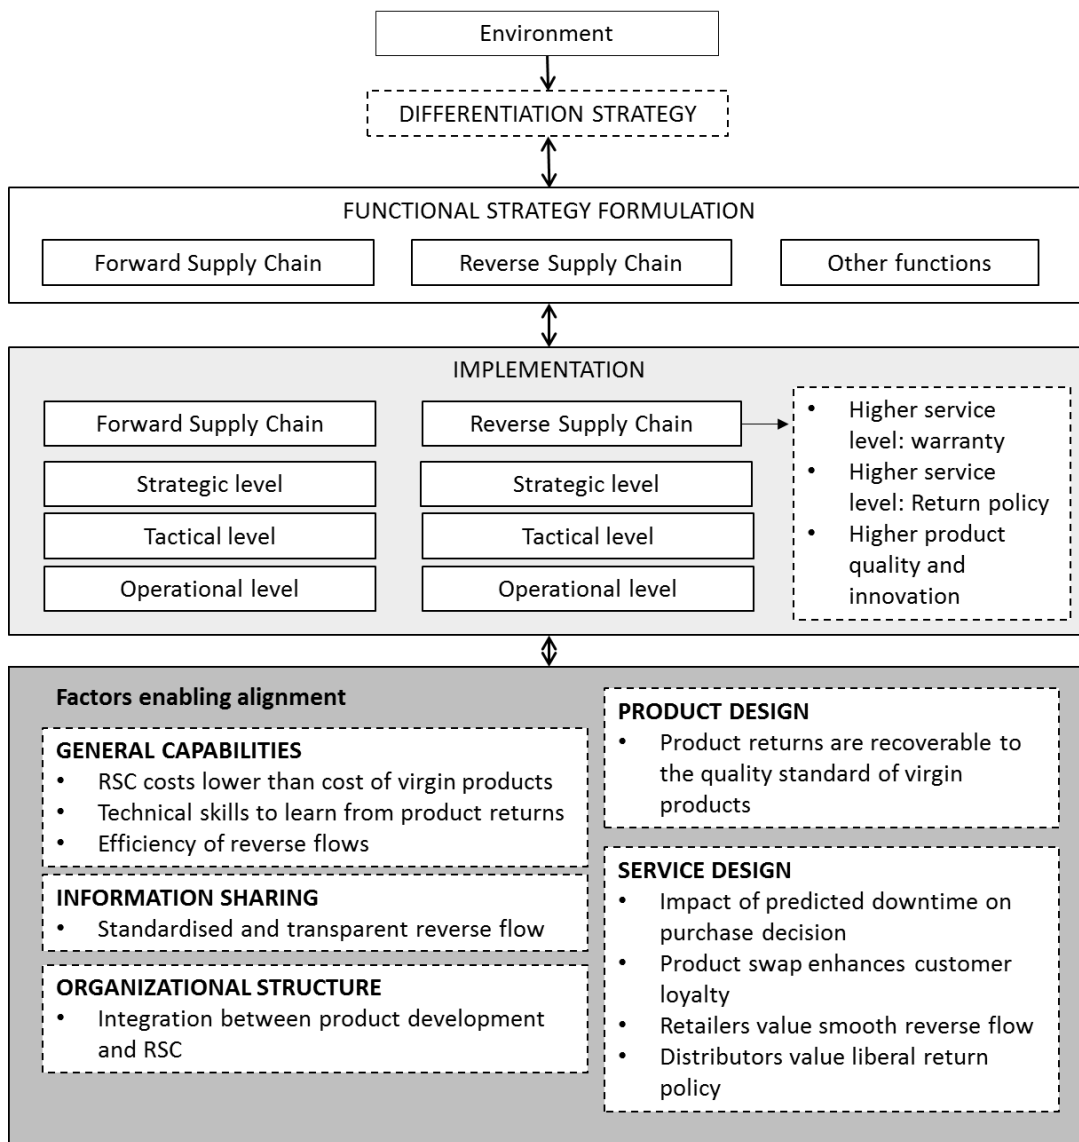 Environment
DIFFERENTIATION STRATEGY
FUNCTIONAL STRATEGY FORMULATION
Forward Supply Chain
Reverse Supply Chain
Other functions
IMPLEMENTATION
Forward Supply Chain
Strategic level
Tactical level
Operational level
Reverse Supply Chain
Strategic level
Tactical level
Operational level
• Higher service
level: warranty
• Higher service
level: Return policy
• Higher product
quality and
innovation
Factors enabling alignment
GENERAL CAPABILITIES
• RSC costs lower than cost of virgin products
• Technical skills to learn from product returns
• Efficiency of reverse flows
INFORMATION SHARING
• Standardised and transparent reverse flow
ORGANIZATIONAL STRUCTURE
• Integration between product development
and RSC
PRODUCT DESIGN
• Product returns are recoverable to
the quality standard of virgin
products
SERVICE DESIGN
• Impact of predicted downtime on
purchase decision
• Product swap enhances customer
loyalty
• Retailers value smooth reverse flow
• Distributors value liberal return
policy